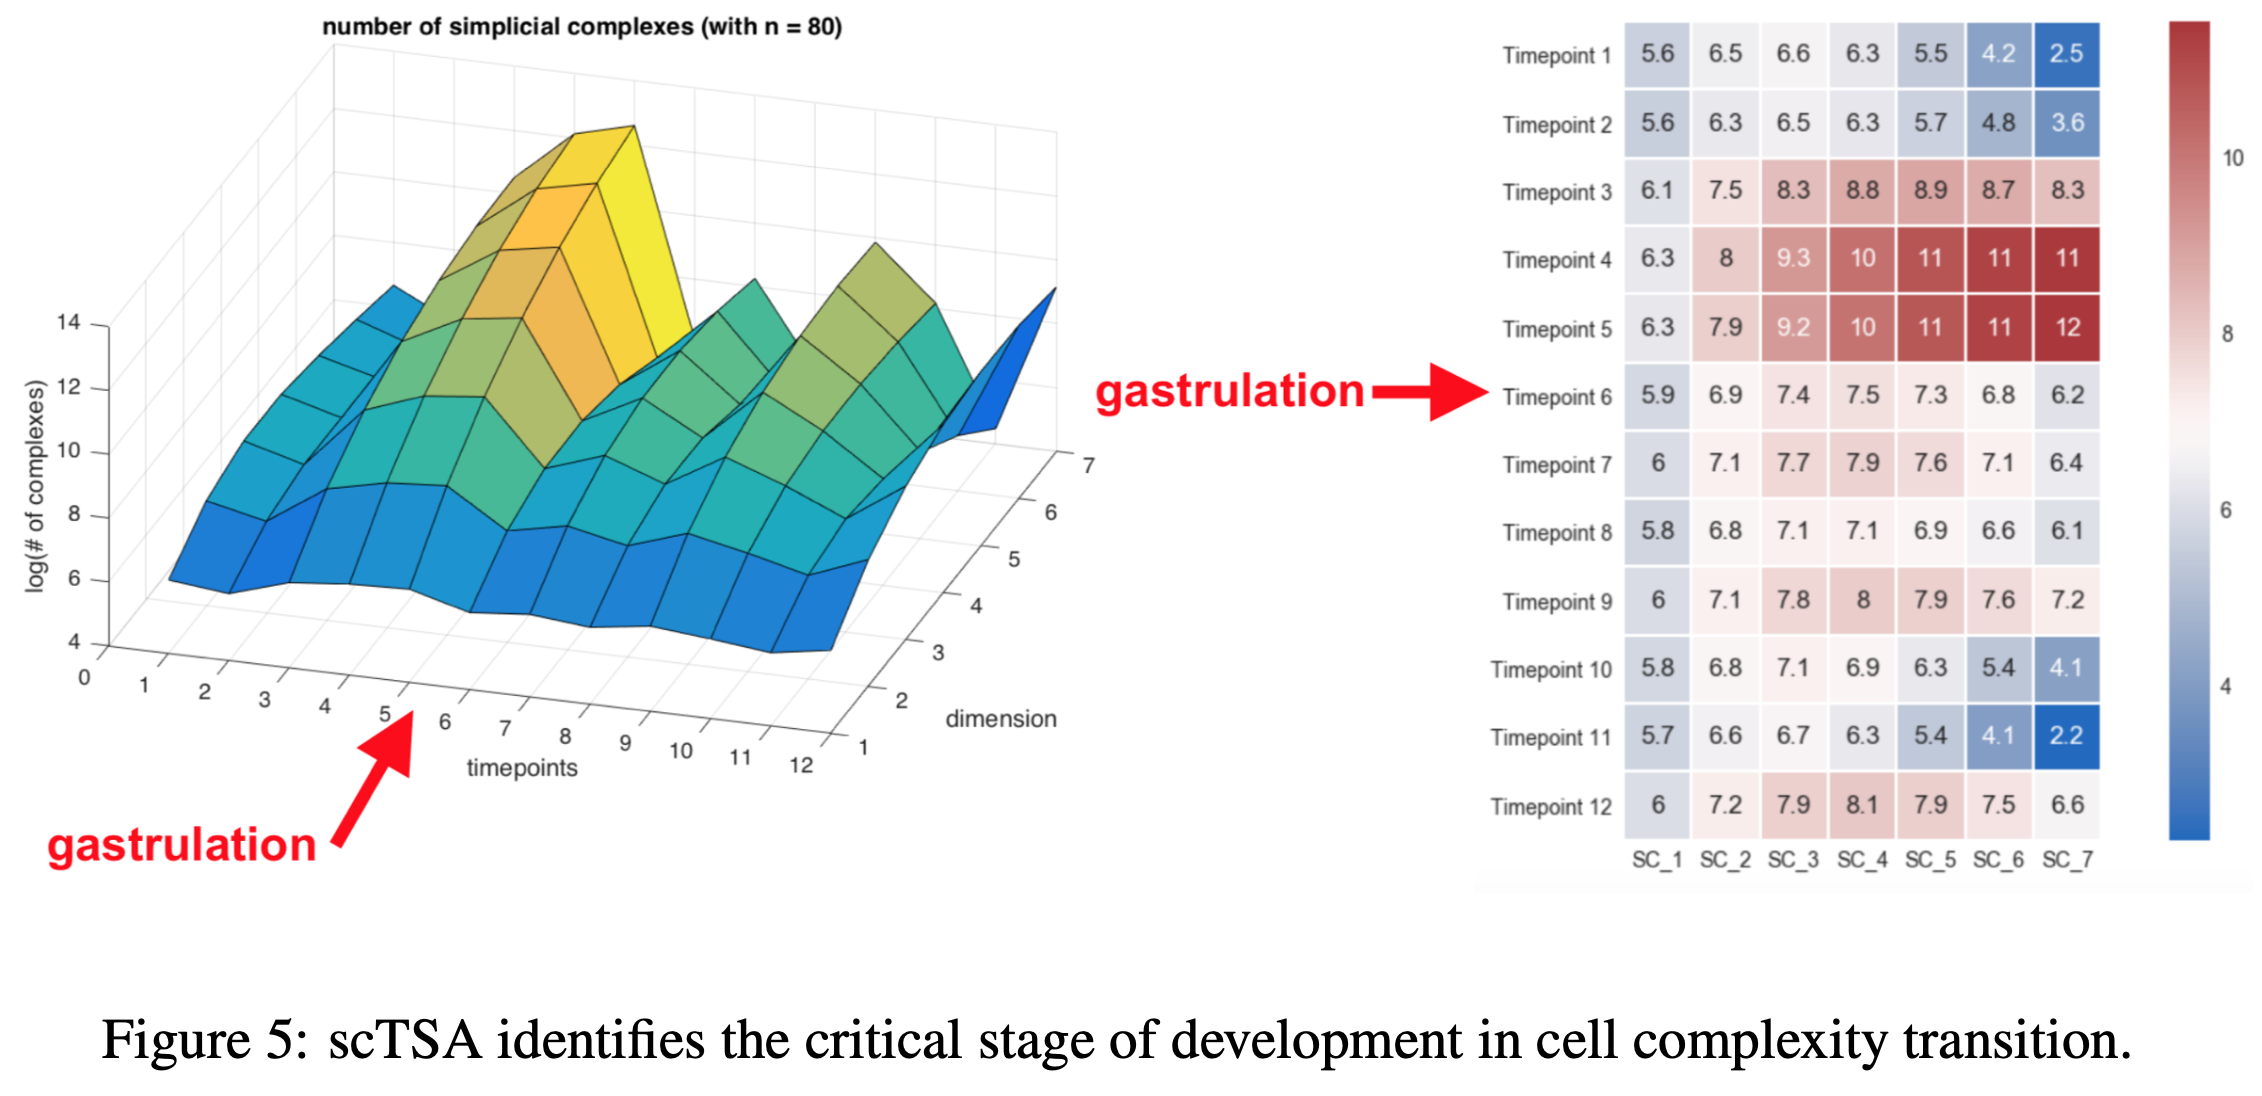 number of simplicial complexes (with n = 80)
log(# of complexes)
14
12
10
8
6
4
0
1
2
3
4
5
6
7
8
9
10
11
12
timepoints
1
2
3
4
5
6
7
dimension
gastrulation
gastrulation
Timepoint 1 5.6 6.5 6.6 6.3 5.5 4.2 2.5
Timepoint 2 5.6 6.3 6.5 6.3 5.7 4.8 3.6
Timepoint 3 6.1 7.5 8.3 8.8 8.9 8.7 8.3
Timepoint 4 6.3 8 9.3 10 11 11 11
Timepoint 5 6.3 7.9 9.2 10 11 11 12
Timepoint 6 5.9 6.9 7.4 7.5 7.3 6.8 6.2
Timepoint 7 6 7.1 7.7 7.9 7.6 7.1 6.4
Timepoint 8 5.8 6.8 7.1 7.1 6.9 6.6 6.1
Timepoint 9 6 7.1 7.8 8 7.9 7.6 7.2
Timepoint 10 5.8 6.8 7.1 6.9 6.3 5.4 4.1
Timepoint 11 5.7 6.6 6.7 6.3 5.4 4.1 2.2
Timepoint 12 6 7.2 7.9 8.1 7.9 7.5 6.6
SC_1 SC_2 SC_3 SC_4 SC_5 SC_6 SC_7
10
8
6
4
Figure 5: scTSA identifies the critical stage of development in cell complexity transition.